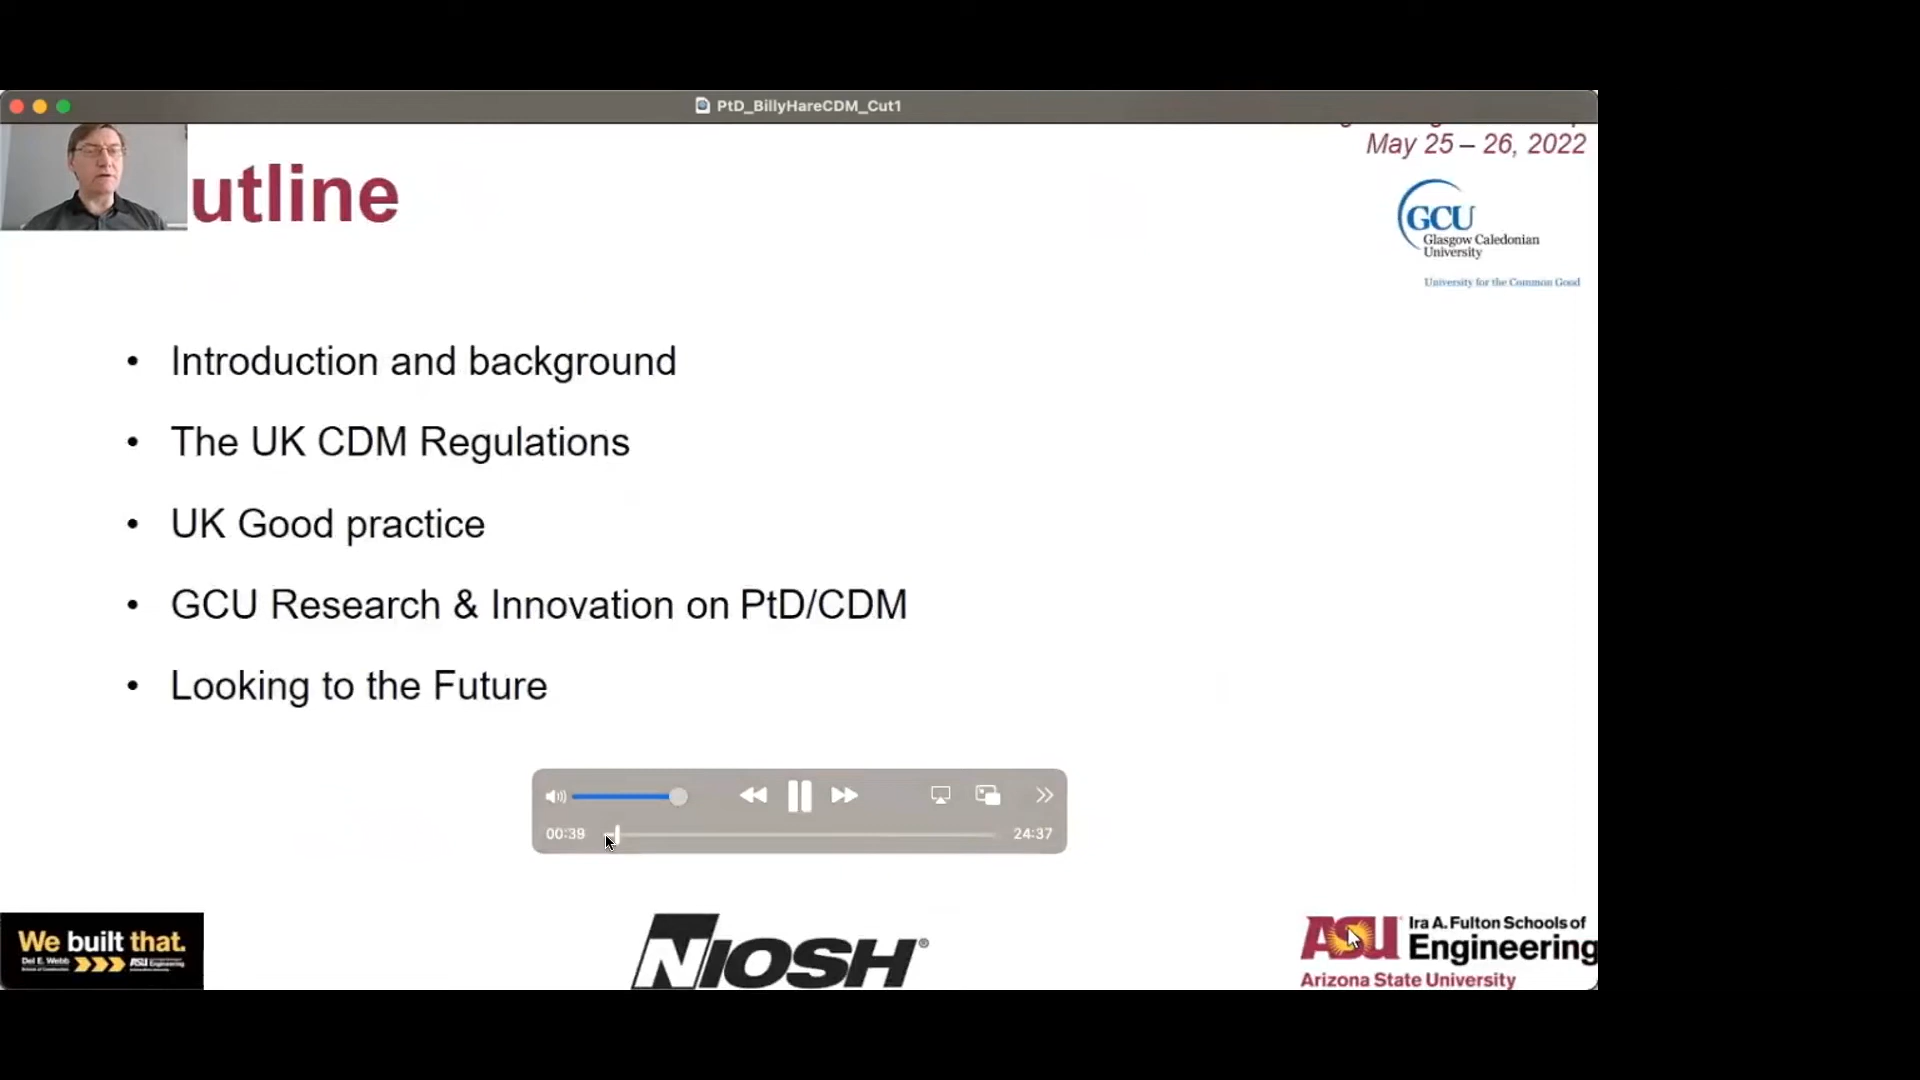 PtD_BillyHareCDM_Cut1
May 25 – 26, 2022
utline
GCU
Glasgow Caledonian
University
University for the Common Good
• Introduction and background
• The UK CDM Regulations
• UK Good practice
• GCU Research & Innovation on PtD/CDM
• Looking to the Future
00:39
24:37
We built that.
Del E. Webb
ASU Engineering
NIOSH®
ASU Ira A. Fulton Schools of
Engineering
Arizona State University